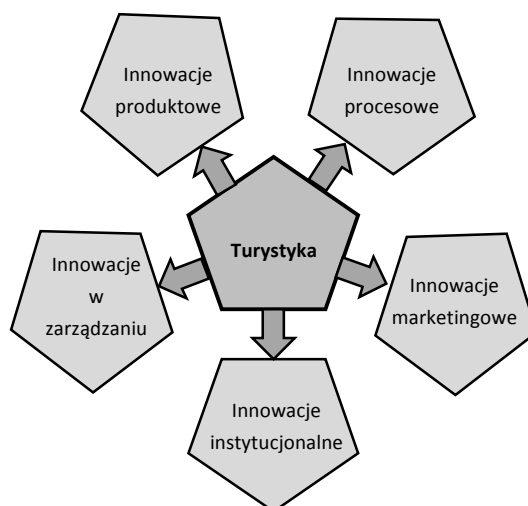 Innowacje
produktowe
Innowacje
procesowe
Turystyka
Innowacje
w
zarządzaniu
Innowacje
marketingowe
Innowacje
instytucjonalne